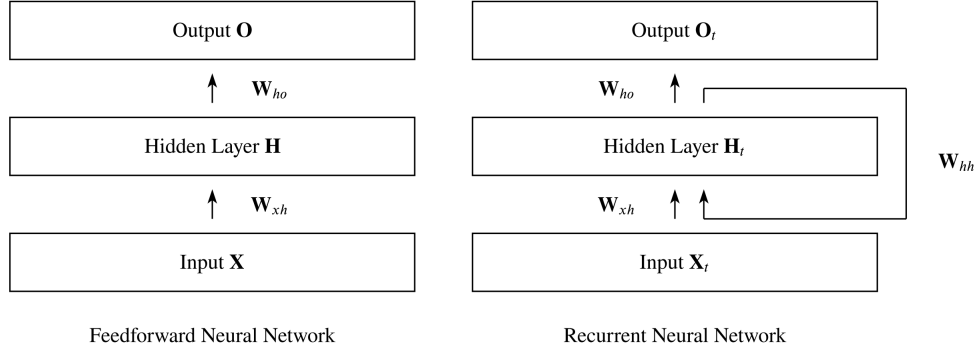 Output O
W_ho
Hidden Layer H
W_xh
Input X
Feedforward Neural Network
Output O_t
W_ho
Hidden Layer H_t
W_hh
W_xh
Input X_t
Recurrent Neural Network